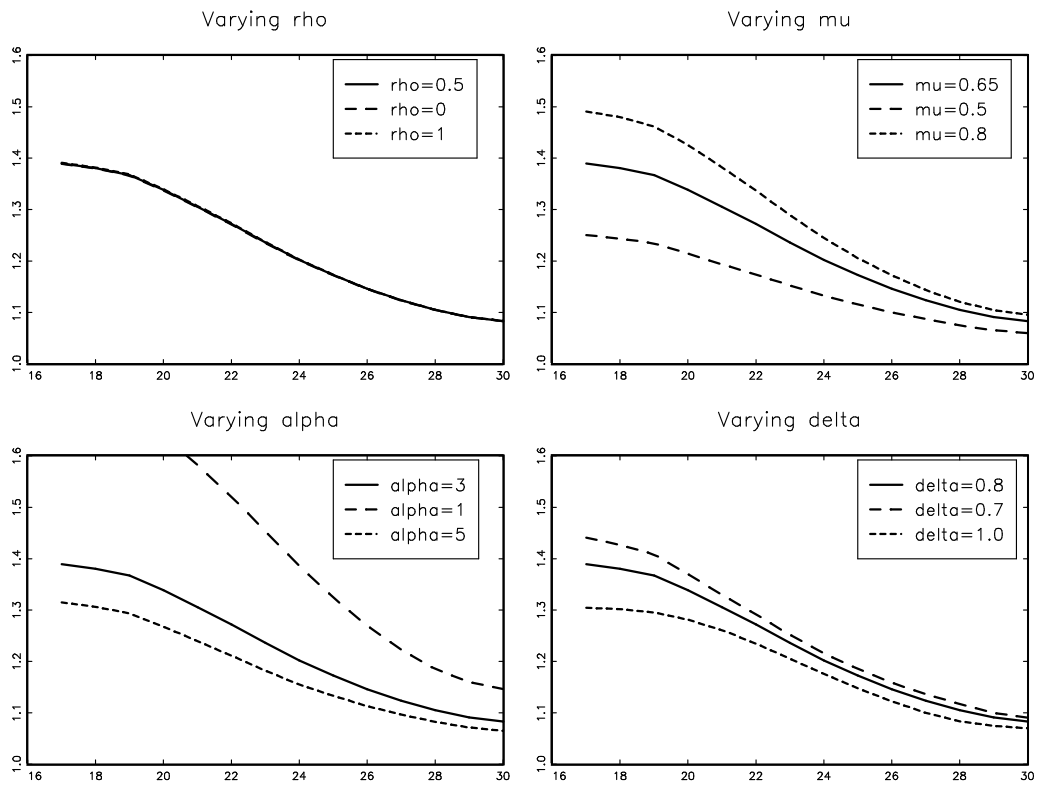 Varying rho
1.6
1.5
1.4
1.3
1.2
1.1
1.0
rho=0.5
rho=0
rho=1
16 18 20 22 24 26 28 30
Varying mu
1.6
1.5
1.4
1.3
1.2
1.1
1.0
mu=0.65
mu=0.5
mu=0.8
16 18 20 22 24 26 28 30
Varying alpha
1.6
1.5
1.4
1.3
1.2
1.1
1.0
alpha=3
alpha=1
alpha=5
16 18 20 22 24 26 28 30
Varying delta
1.6
1.5
1.4
1.3
1.2
1.1
1.0
delta=0.8
delta=0.7
delta=1.0
16 18 20 22 24 26 28 30